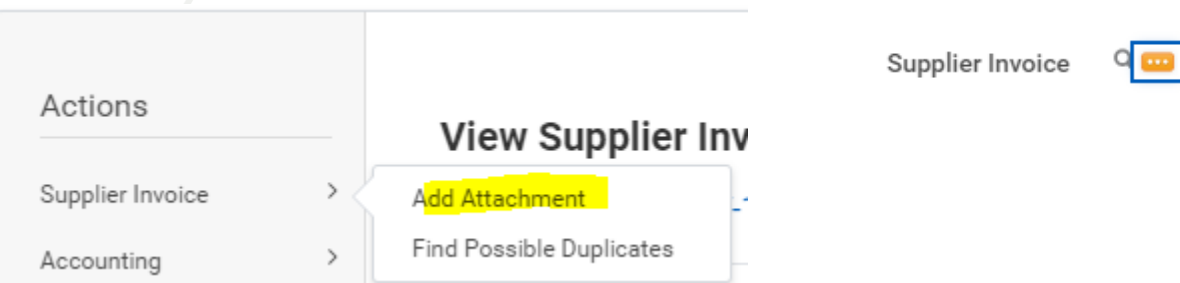 Supplier Invoice
Actions
View Supplier Inv
Supplier Invoice
Add Attachment
Find Possible Duplicates
Accounting